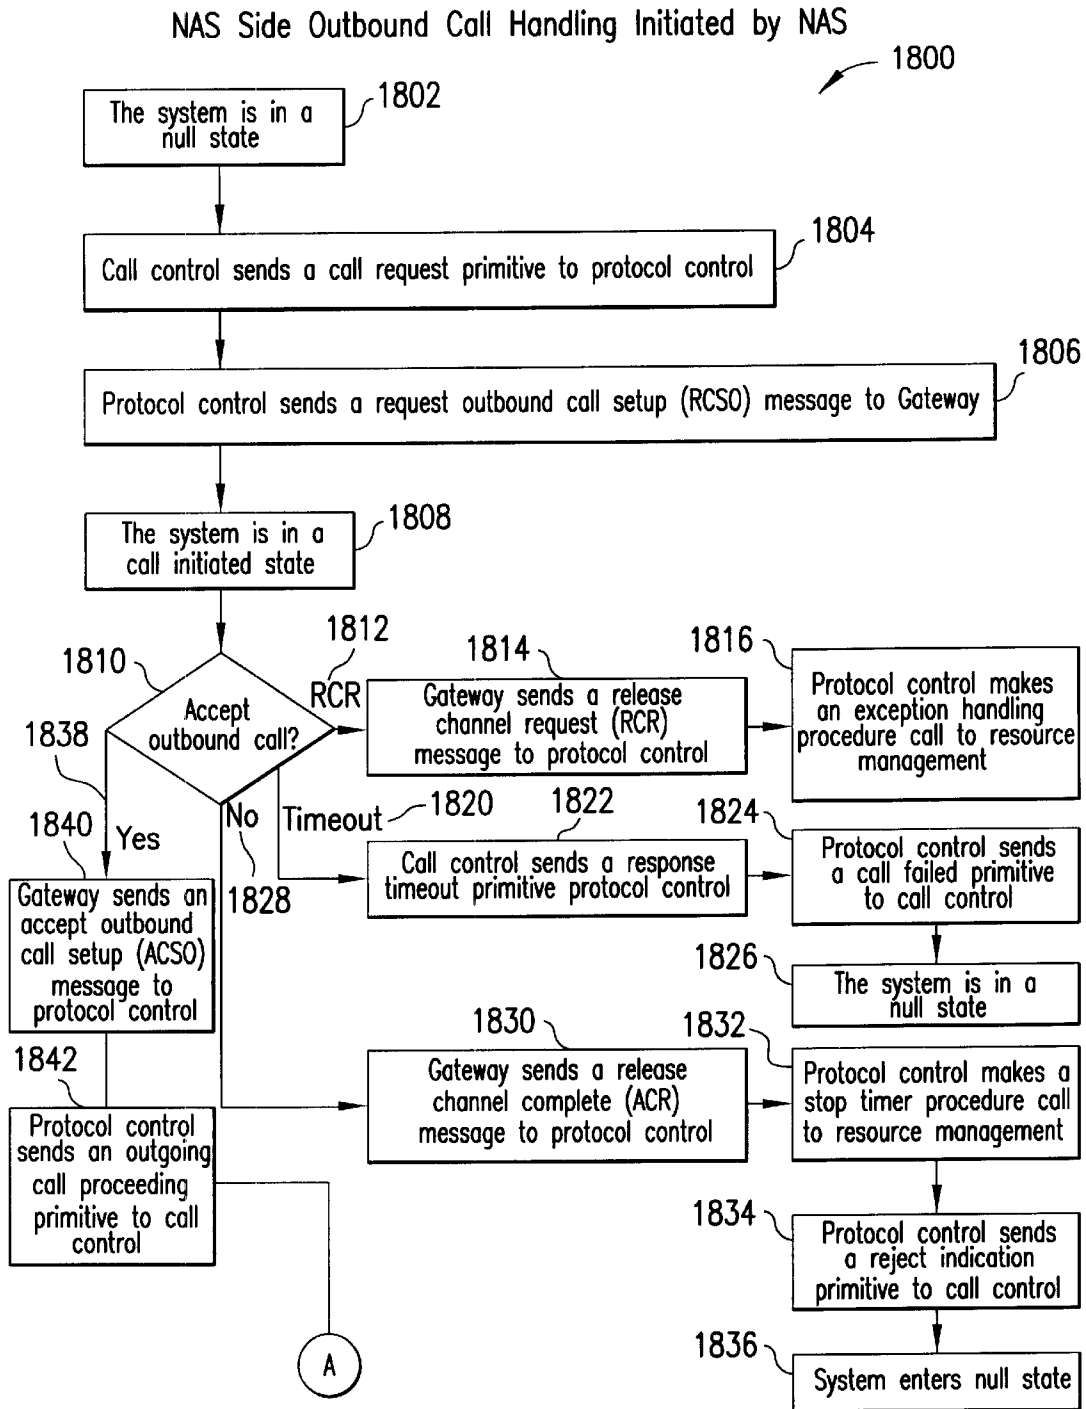 NAS Side Outbound Call Handling Initiated by NAS
1800
1802
The system is in a
null state
1804
Call control sends a call request primitive to protocol control
1806
Protocol control sends a request outbound call setup (RCSO) message to Gateway
1808
The system is in a
call initiated state
1810
Accept
outbound call?
1812
RCR
1814
Gateway sends a release
channel request (RCR)
message to protocol control
1816
Protocol control makes
an exception handling
procedure call to resource
management
Timeout
1820
1822
Call control sends a response
timeout primitive protocol control
1824
Protocol control sends
a call failed primitive
to call control
1826
The system is in a
null state
No
1828
1830
Gateway sends a release
channel complete (ACR)
message to protocol control
1832
Protocol control makes a
stop timer procedure call
to resource management
1834
Protocol control sends
a reject indication
primitive to call control
1836
System enters null state
1838
Yes
1840
Gateway sends an
accept outbound
call setup (ACSO)
message to
protocol control
1842
Protocol control
sends an outgoing
call proceeding
primitive to call
control
A